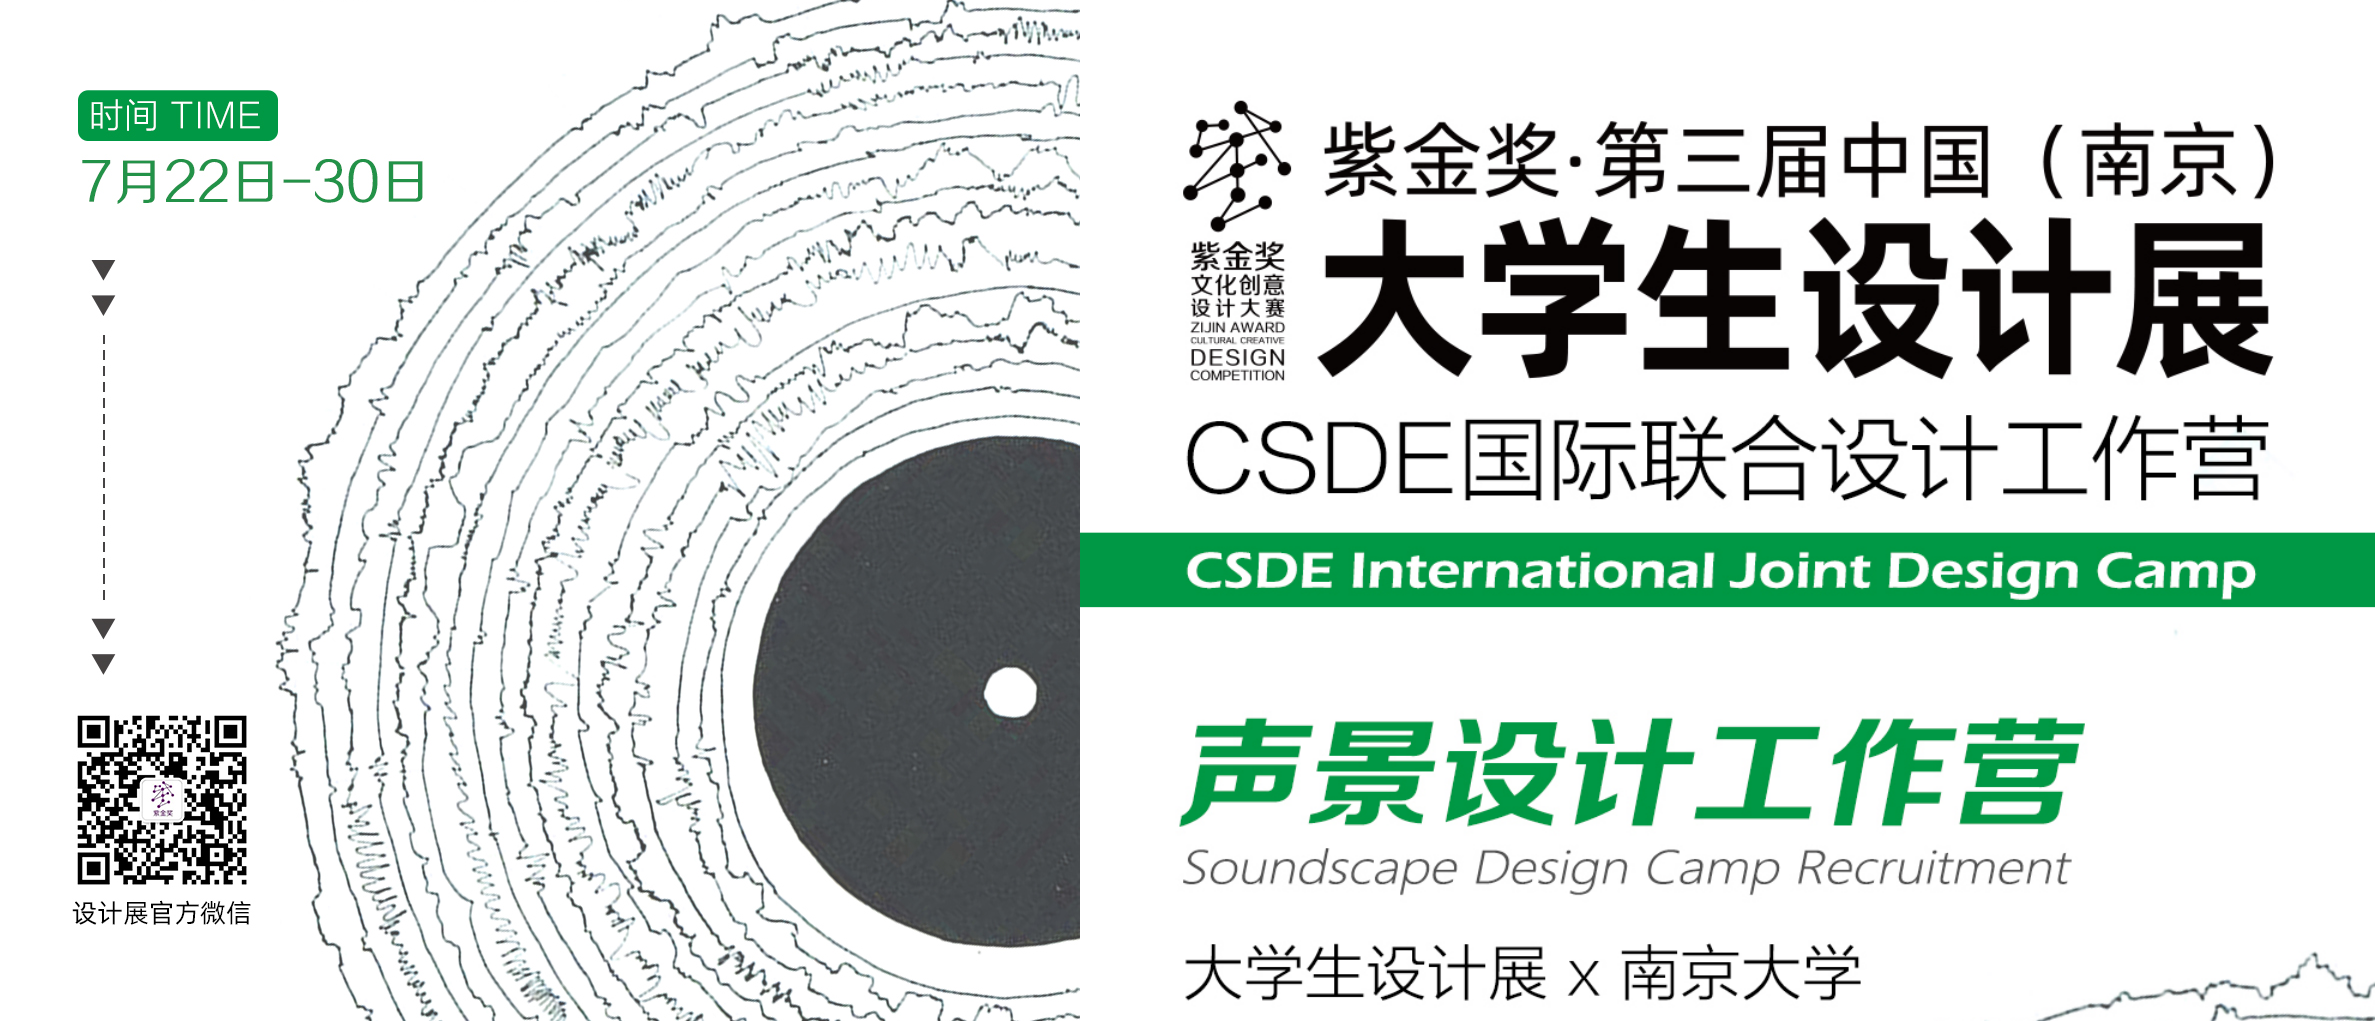 时间 TIME
7月22日-30日
设计展官方微信
紫金奖
紫金奖
文化创意
设计大赛
ZIJIN AWARD
CULTURAL CREATIVE
DESIGN
COMPETITION
紫金奖·第三届中国（南京）
大学生设计展
CSDE国际联合设计工作营
CSDE International Joint Design Camp
声景设计工作营
Soundscape Design Camp Recruitment
大学生设计展 x 南京大学